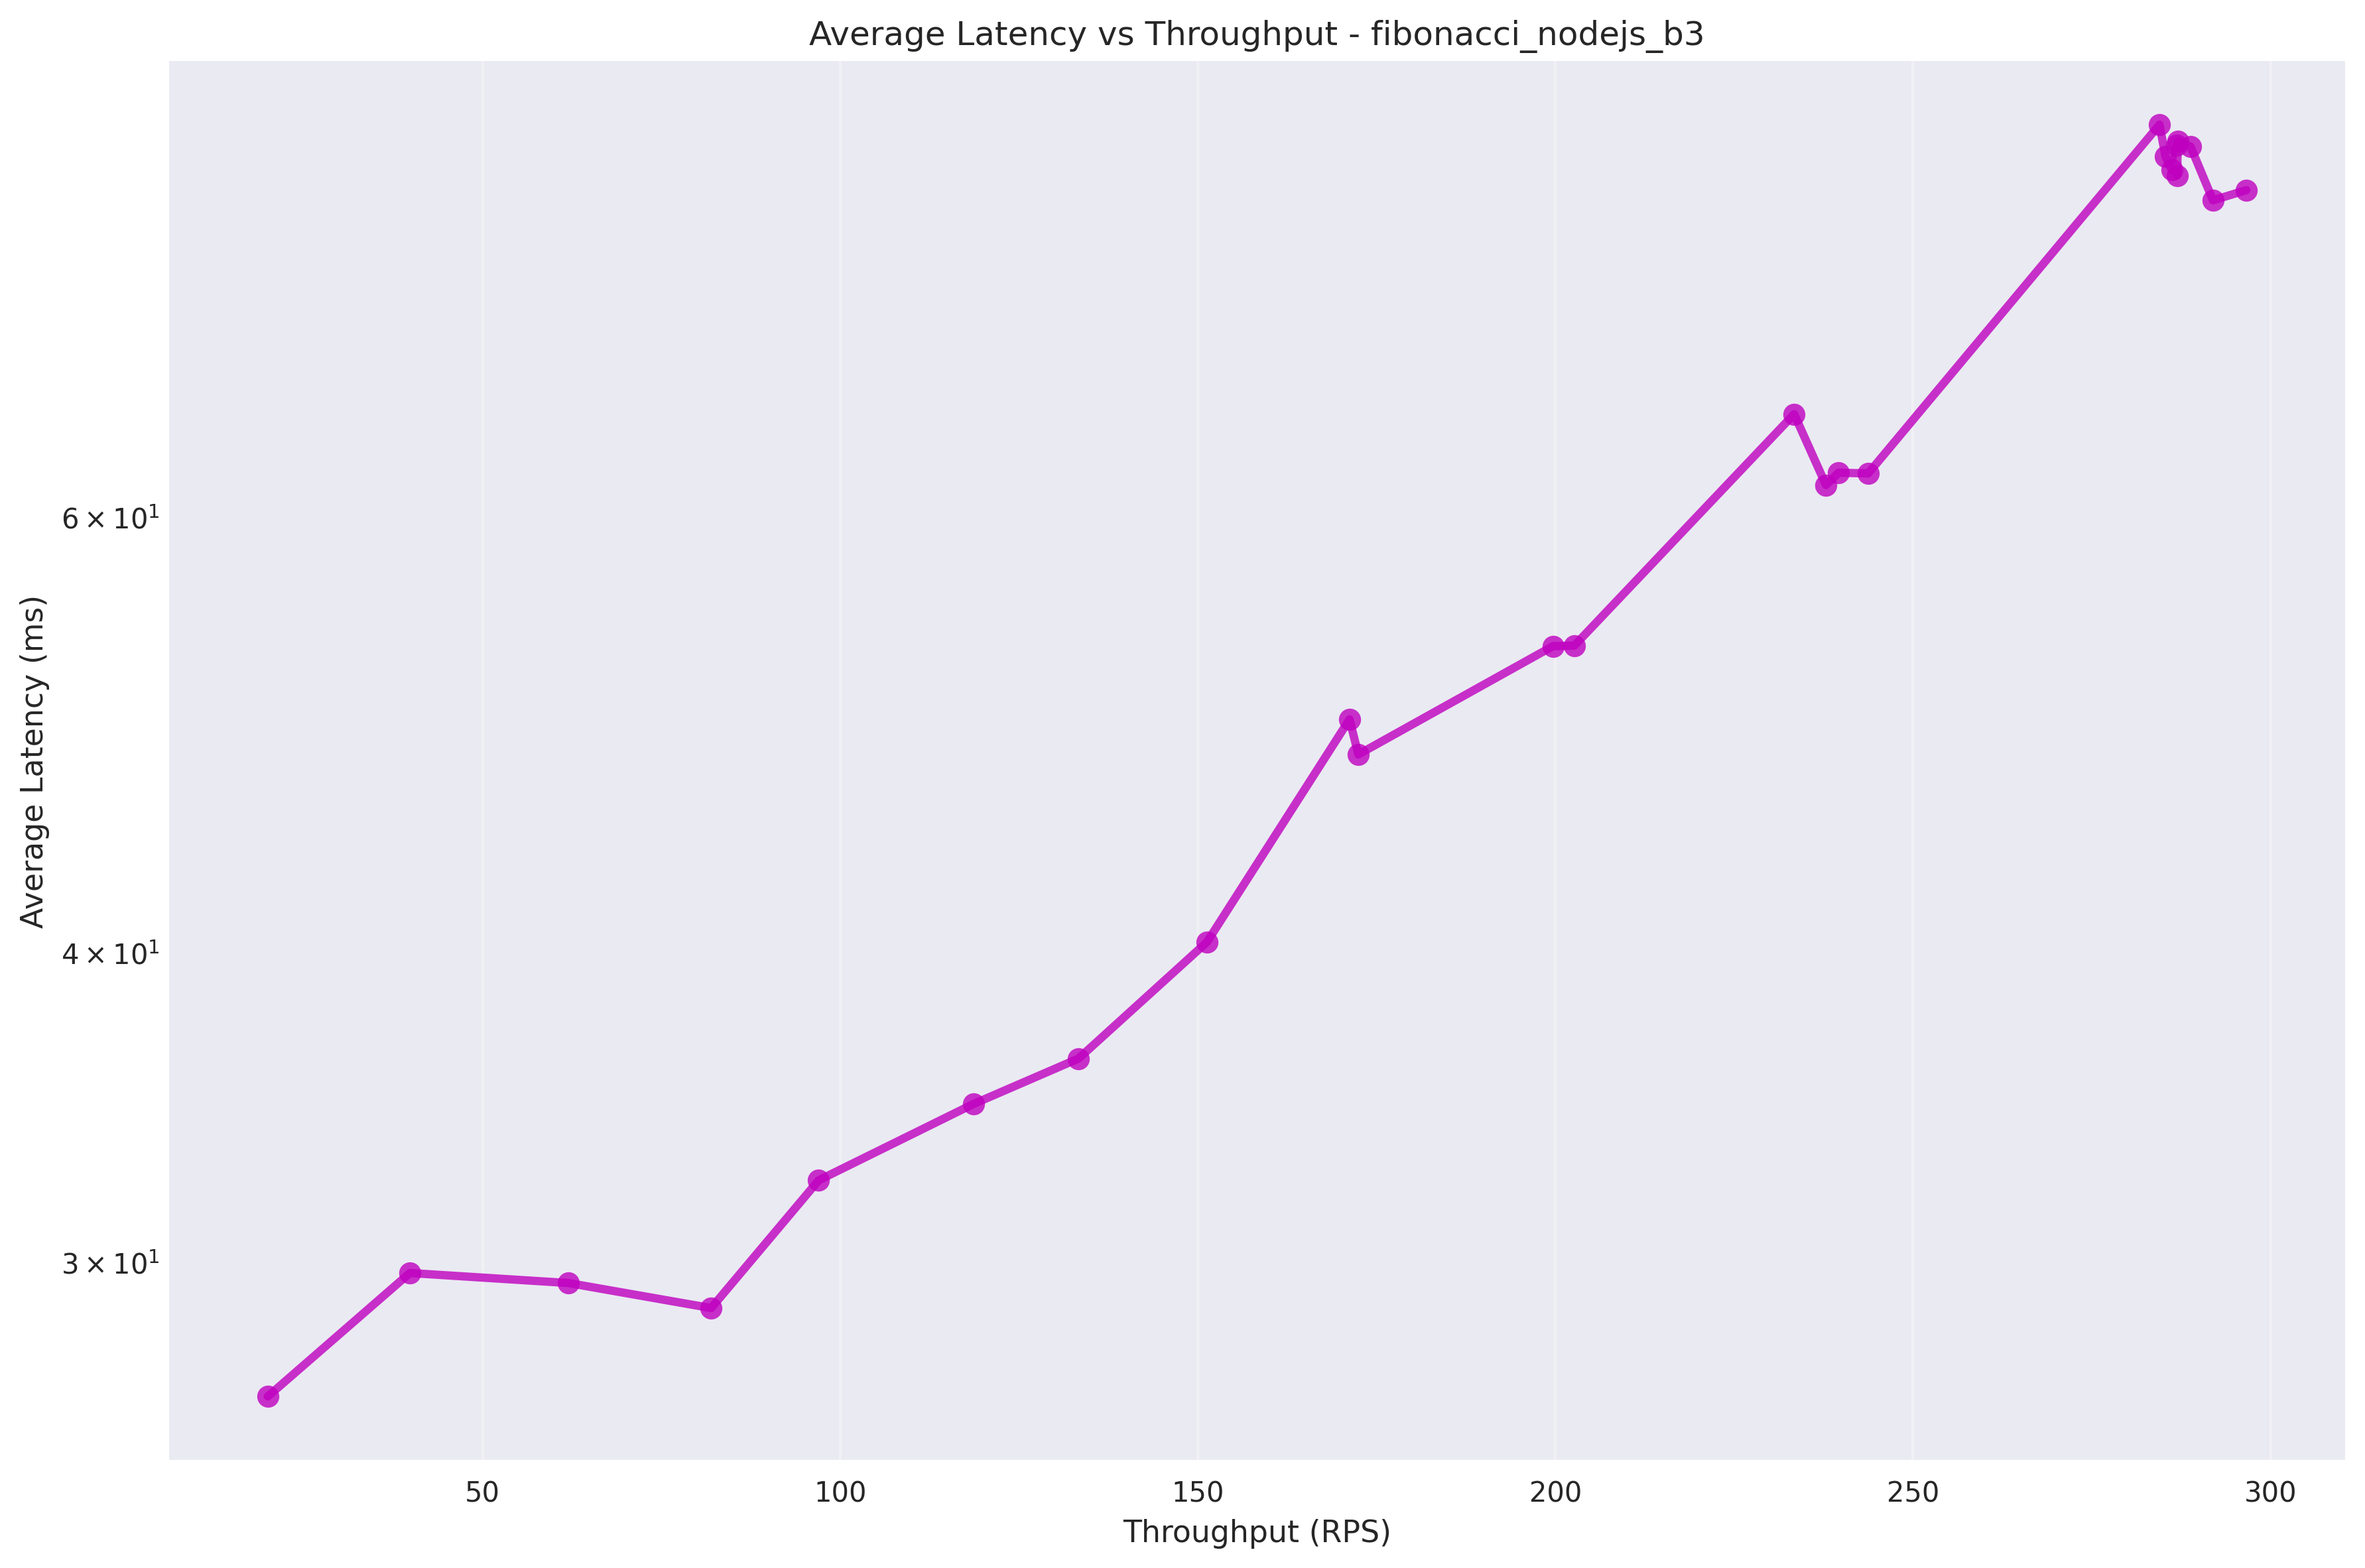 Average Latency vs Throughput - fibonacci_nodejs_b3
Average Latency (ms)
6 × 10¹
4 × 10¹
3 × 10¹
50 100 150 200 250 300
Throughput (RPS)